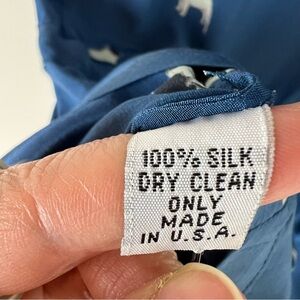 100% SILK
DRY CLEAN
ONLY
MADE
IN U.S.A.